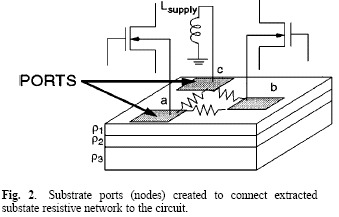 Lsupply
PORTS
c
a
b
ρ1
ρ2
ρ3
Fig. 2. Substrate ports (nodes) created to connect extracted
substate resistive network to the circuit.